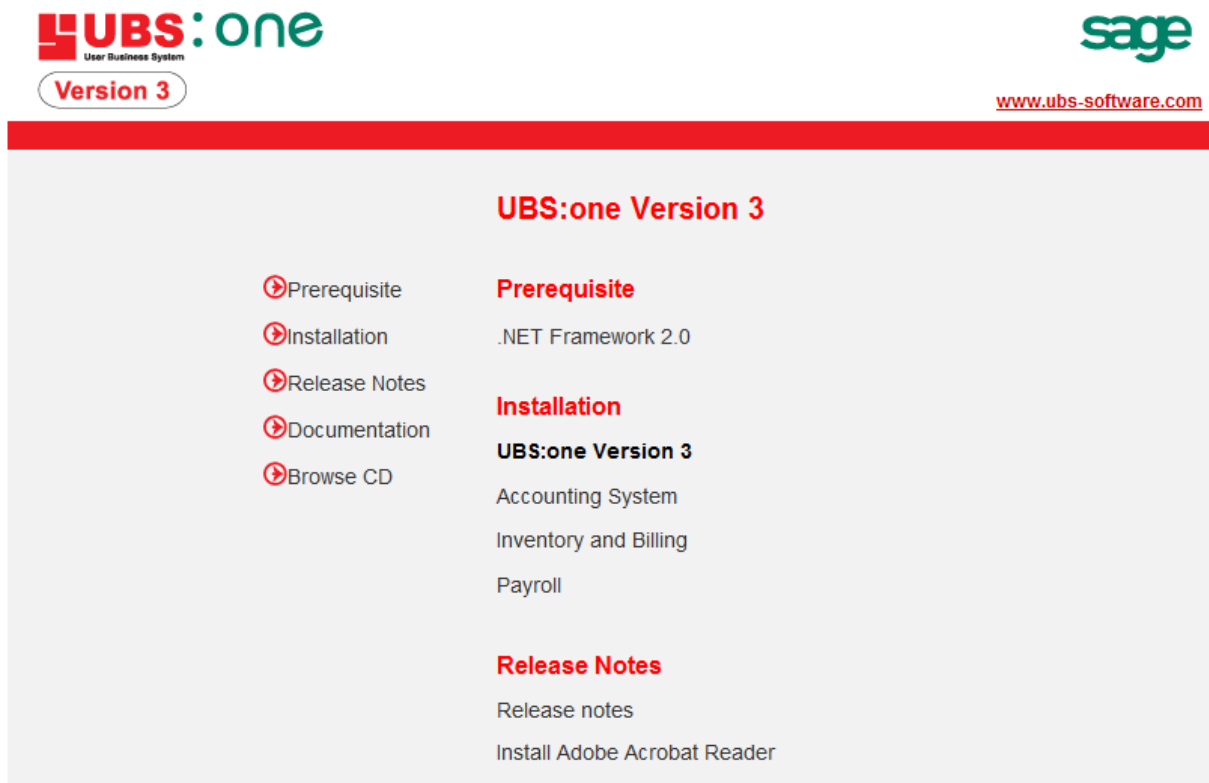 UBS:one
User Business System
sage
Version 3
www.ubs-software.com
UBS:one Version 3
Prerequisite
Installation
Release Notes
Documentation
Browse CD
Prerequisite
.NET Framework 2.0
Installation
UBS:one Version 3
Accounting System
Inventory and Billing
Payroll
Release Notes
Release notes
Install Adobe Acrobat Reader